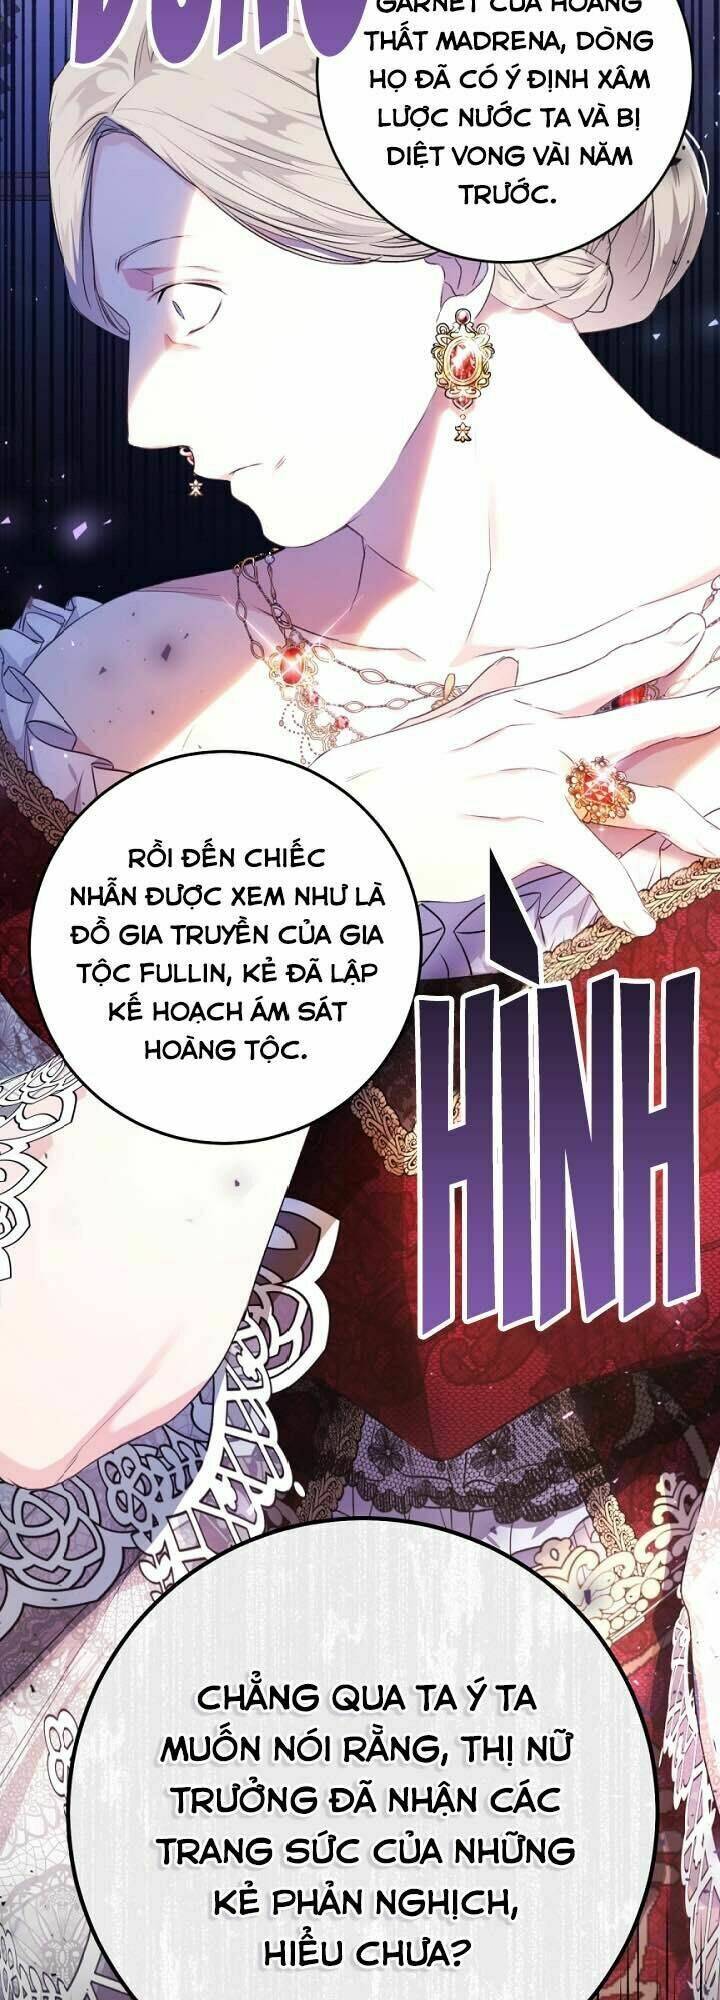 GARNET CỦA HOÀNG
THẤT MADRENA, DÒNG
HỌ ĐÃ CÓ Ý ĐỊNH XÂM
LƯỢC NƯỚC TA VÀ BỊ
DIỆT VONG VÀI NĂM
TRƯỚC.
RỒI ĐẾN CHIẾC
NHẪN ĐƯỢC XEM NHƯ LÀ
ĐỒ GIA TRUYỀN CỦA GIA
TỘC FULLIN, KẺ ĐÃ LẬP
KẾ HOẠCH ÁM SÁT
HOÀNG TỘC.
HÌNH
CHẲNG QUA TA Ý TA
MUỐN NÓI RẰNG, THỊ NỮ
TRƯỞNG ĐÃ NHẬN CÁC
TRANG SỨC CỦA NHỮNG
KẺ PHẢN NGHỊCH,
HIỂU CHƯA?